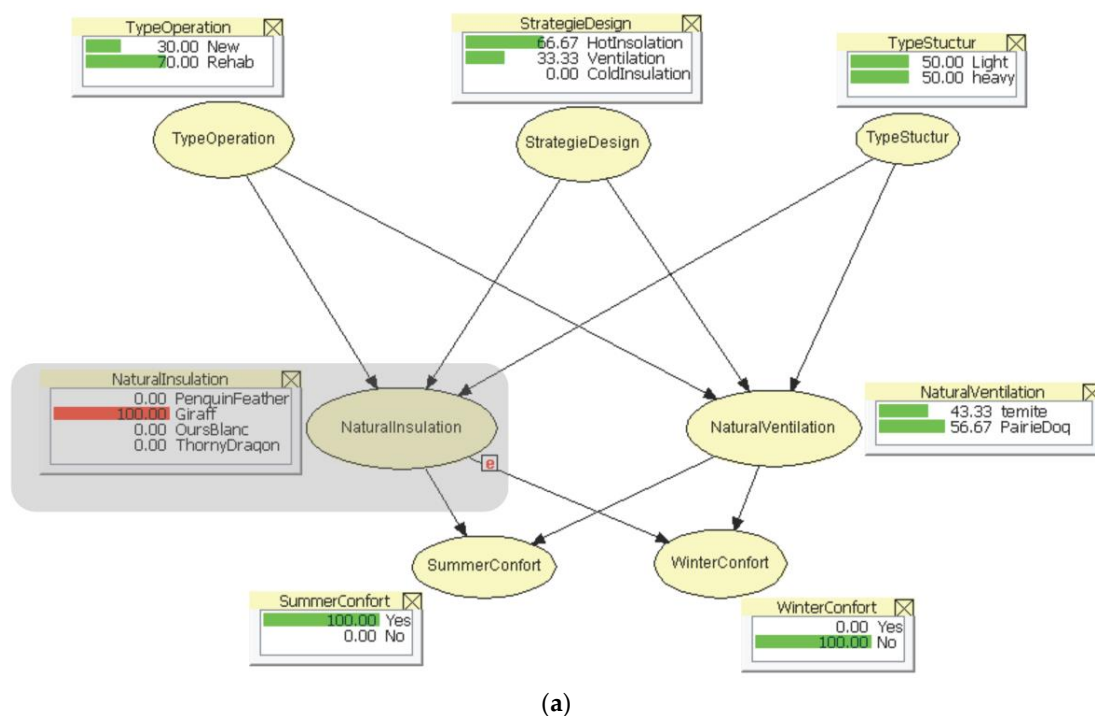 TypeOperation
30.00 New
70.00 Rehab
StrategieDesign
66.67 HotInsolation
33.33 Ventilation
0.00 ColdInsulation
TypeStuctur
50.00 Light
50.00 heavy
TypeOperation
StrategieDesign
TypeStuctur
NaturalInsulation
0.00 PenquinFeather
100.00 Giraff
0.00 OursBlanc
0.00 ThornyDraqon
NaturalInsulation
e
NaturalVentilation
NaturalVentilation
43.33 temite
56.67 PairieDoq
SummerConfort
WinterConfort
SummerConfort
100.00 Yes
0.00 No
WinterConfort
0.00 Yes
100.00 No
(a)